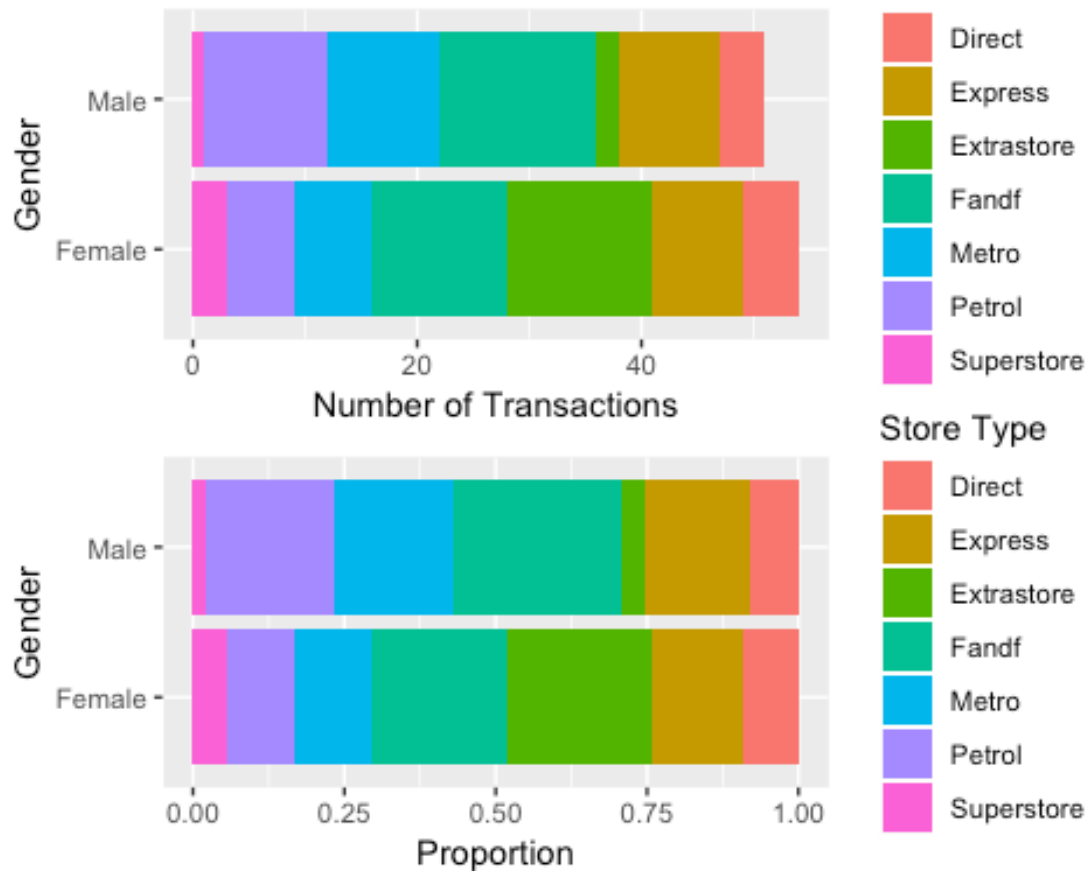 Gender
Male
Female
0 20 40
Number of Transactions
Direct
Express
Extrastore
Fandf
Metro
Petrol
Superstore
Gender
Male
Female
0.00 0.25 0.50 0.75 1.00
Proportion
Store Type
Direct
Express
Extrastore
Fandf
Metro
Petrol
Superstore